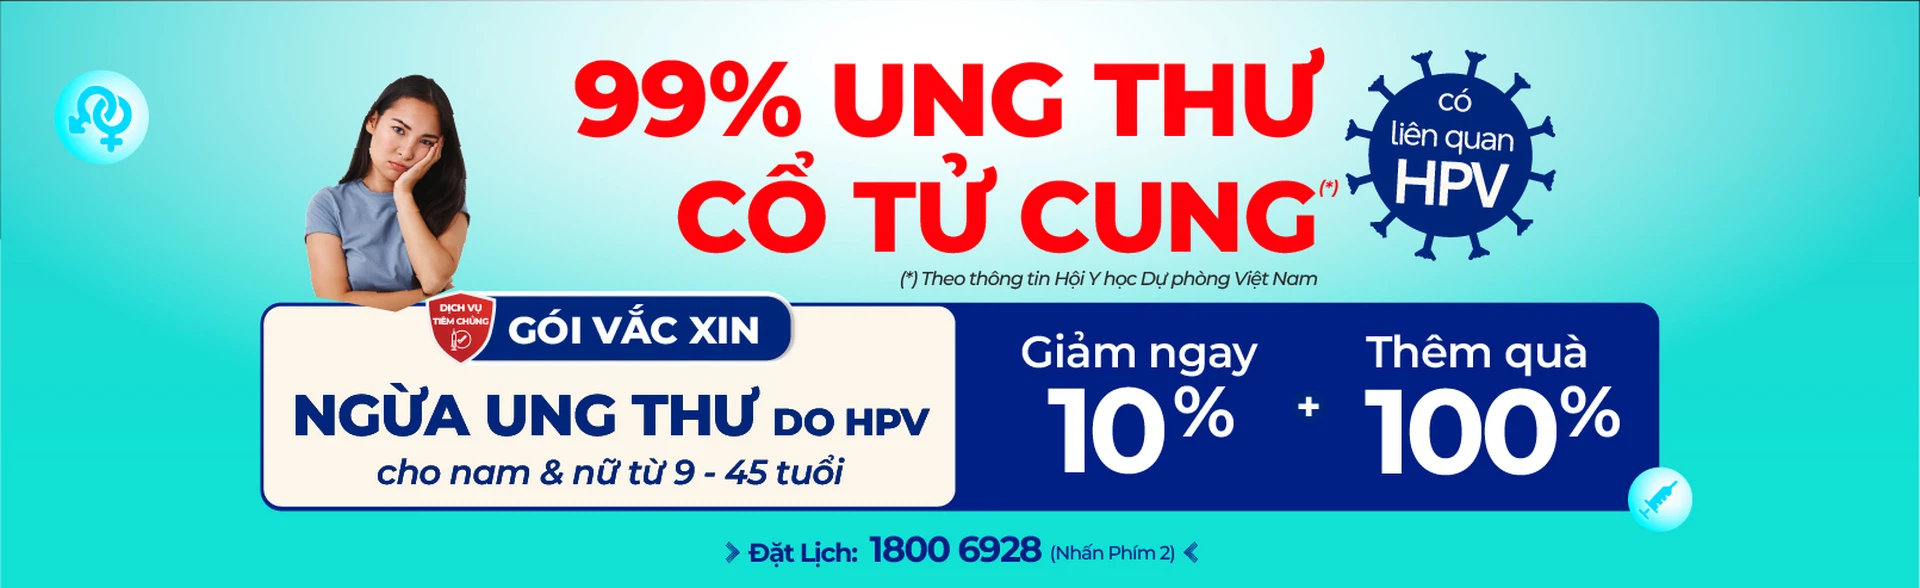 99% UNG THƯ
CỔ TỬ CUNG(*)
có
liên quan
HPV
(*) Theo thông tin Hội Y học Dự phòng Việt Nam
DỊCH VỤ
TIÊM CHỦNG
GÓI VẮC XIN
NGỪA UNG THƯ DO HPV
cho nam & nữ từ 9 - 45 tuổi
Giảm ngay
10%
+
Thêm quà
100%
Đặt Lịch: 1800 6928 (Nhấn Phím 2)